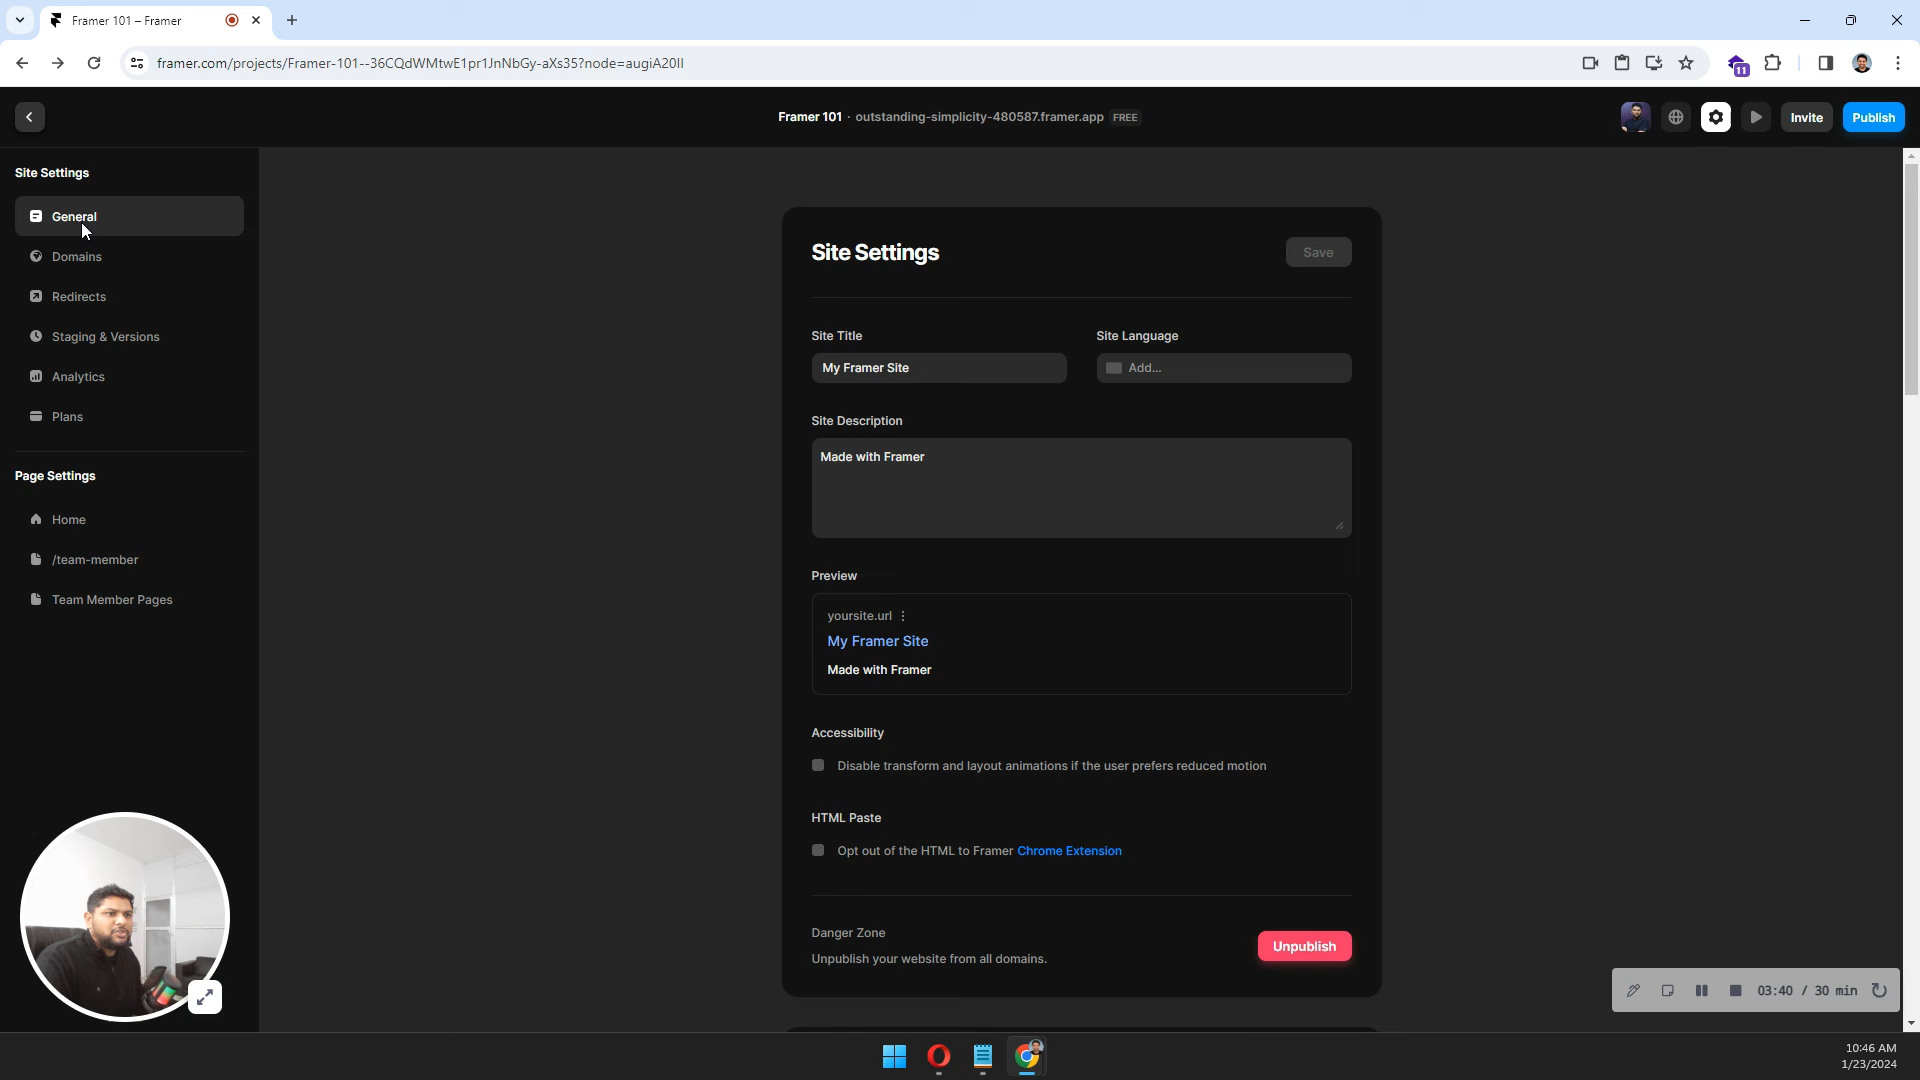 Framer 101 – Framer
framer.com/projects/Framer-101--36CQdWMtwE1pr1JnNbGy-aXs35?node=augiA20Il
11
Framer 101 · outstanding-simplicity-480587.framer.app FREE
Invite
Publish
Site Settings
General
Domains
Redirects
Staging & Versions
Analytics
Plans
Page Settings
Home
/team-member
Team Member Pages
Site Settings
Save
Site Title
Site Language
My Framer Site
Add...
Site Description
Made with Framer
Preview
yoursite.url
My Framer Site
Made with Framer
Accessibility
Disable transform and layout animations if the user prefers reduced motion
HTML Paste
Opt out of the HTML to Framer Chrome Extension
Danger Zone
Unpublish your website from all domains.
Unpublish
03:40 / 30 min
10:46 AM
1/23/2024